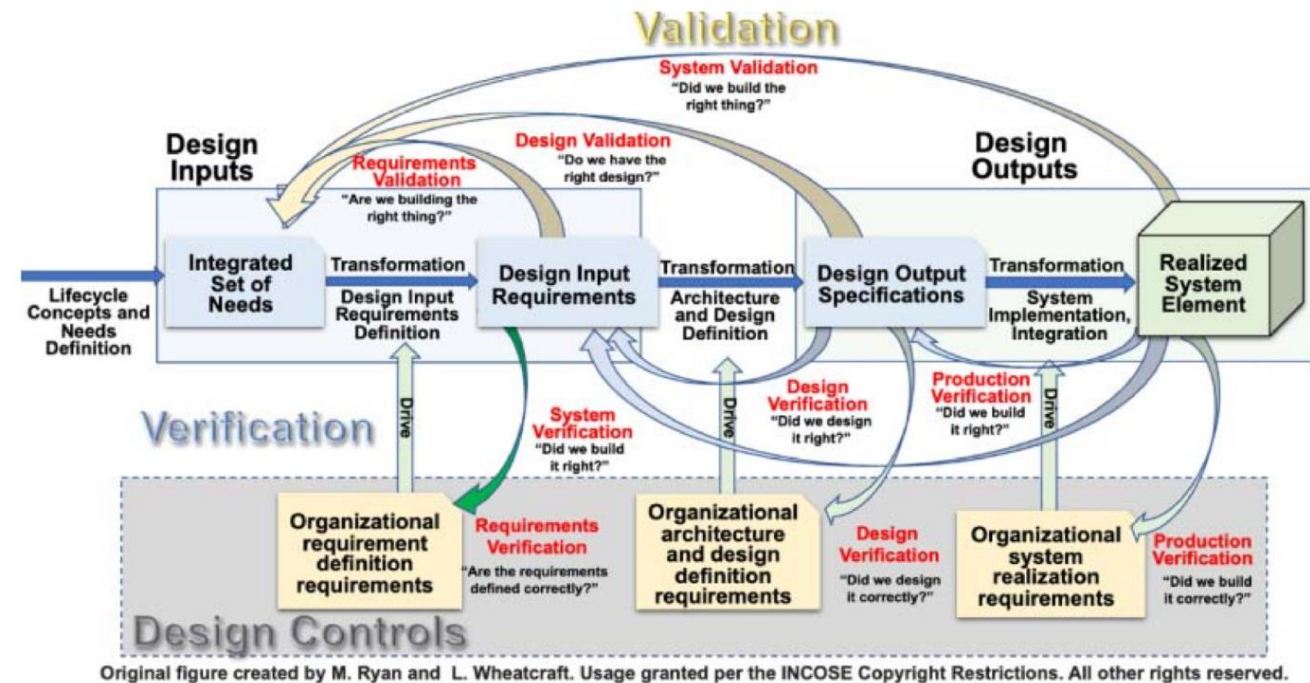 Validation
System Validation
“Did we build the
right thing?”
Design
Inputs
Design Validation
“Do we have the
right design?”
Design
Outputs
Requirements
Validation
“Are we building the
right thing?”
Integrated
Set of
Needs
Transformation
Design Input
Requirements
Definition
Design Input
Requirements
Transformation
Architecture
and Design
Definition
Design Output
Specifications
Transformation
System
Implementation,
Integration
Realized
System
Element
Lifecycle
Concepts and
Needs
Definition
Verification
Drive
System
Verification
“Did we build
it right?”
Drive
Design
Verification
“Did we design
it right?”
Production
Verification
“Did we build
it right?”
Drive
Organizational
requirement
definition
requirements
Requirements
Verification
“Are the requirements
defined correctly?”
Organizational
architecture
and design
definition
requirements
Design
Verification
“Did we design
it correctly?”
Organizational
system
realization
requirements
Production
Verification
“Did we build
it correctly?”
Design Controls
Original figure created by M. Ryan and L. Wheatcraft. Usage granted per the INCOSE Copyright Restrictions. All other rights reserved.